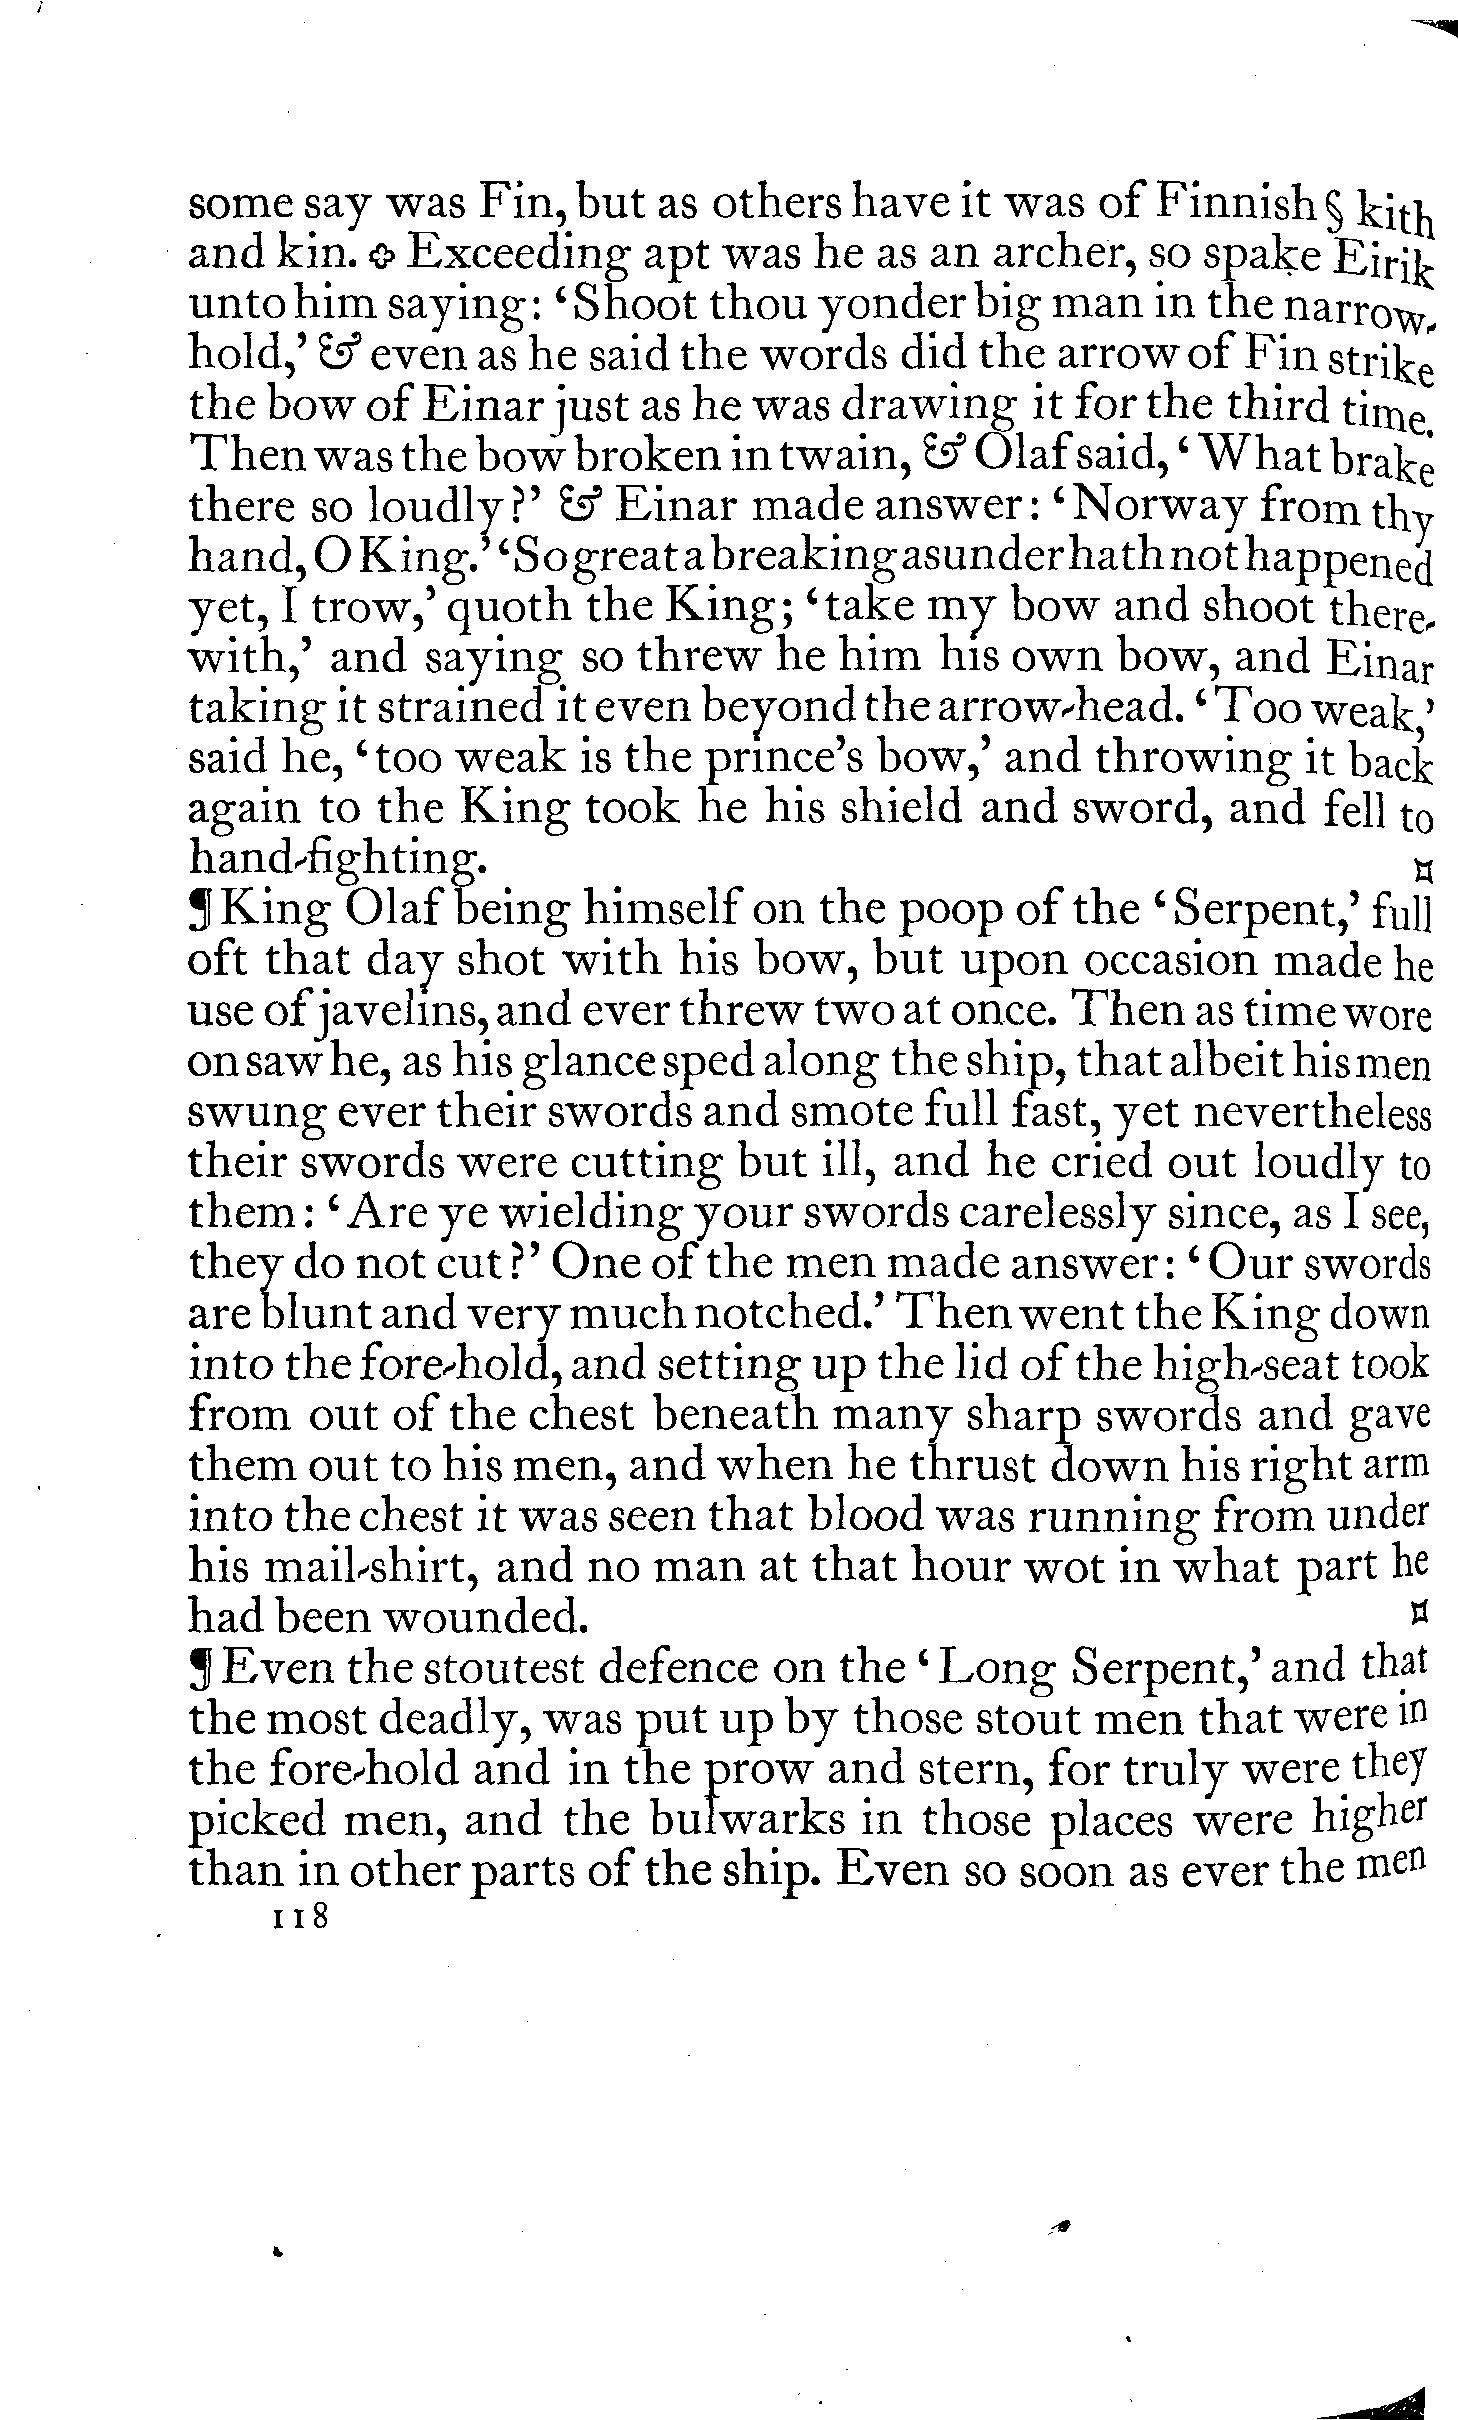 some say was Fin, but as others have it was of Finnish § kith
and kin. ✥ Exceeding apt was he as an archer, so spake Eirik
unto him saying: ‘Shoot thou yonder big man in the narrow-
hold,’ & even as he said the words did the arrow of Fin strike
the bow of Einar just as he was drawing it for the third time.
Then was the bow broken in twain, & Olaf said, ‘What brake
there so loudly?’ & Einar made answer: ‘Norway from thy
hand, O King.’ ‘So great a breaking asunder hath not happened
yet, I trow,’ quoth the King; ‘take my bow and shoot there-
with,’ and saying so threw he him his own bow, and Einar
taking it strained it even beyond the arrow-head. ‘Too weak,’
said he, ‘too weak is the prince’s bow,’ and throwing it back
again to the King took he his shield and sword, and fell to
hand-fighting. ¤
¶ King Olaf being himself on the poop of the ‘Serpent,’ full
oft that day shot with his bow, but upon occasion made he
use of javelins, and ever threw two at once. Then as time wore
on saw he, as his glance sped along the ship, that albeit his men
swung ever their swords and smote full fast, yet nevertheless
their swords were cutting but ill, and he cried out loudly to
them: ‘Are ye wielding your swords carelessly since, as I see,
they do not cut?’ One of the men made answer: ‘Our swords
are blunt and very much notched.’ Then went the King down
into the fore-hold, and setting up the lid of the high-seat took
from out of the chest beneath many sharp swords and gave
them out to his men, and when he thrust down his right arm
into the chest it was seen that blood was running from under
his mail-shirt, and no man at that hour wot in what part he
had been wounded. ¤
¶ Even the stoutest defence on the ‘Long Serpent,’ and that
the most deadly, was put up by those stout men that were in
the fore-hold and in the prow and stern, for truly were they
picked men, and the bulwarks in those places were higher
than in other parts of the ship. Even so soon as ever the men
118